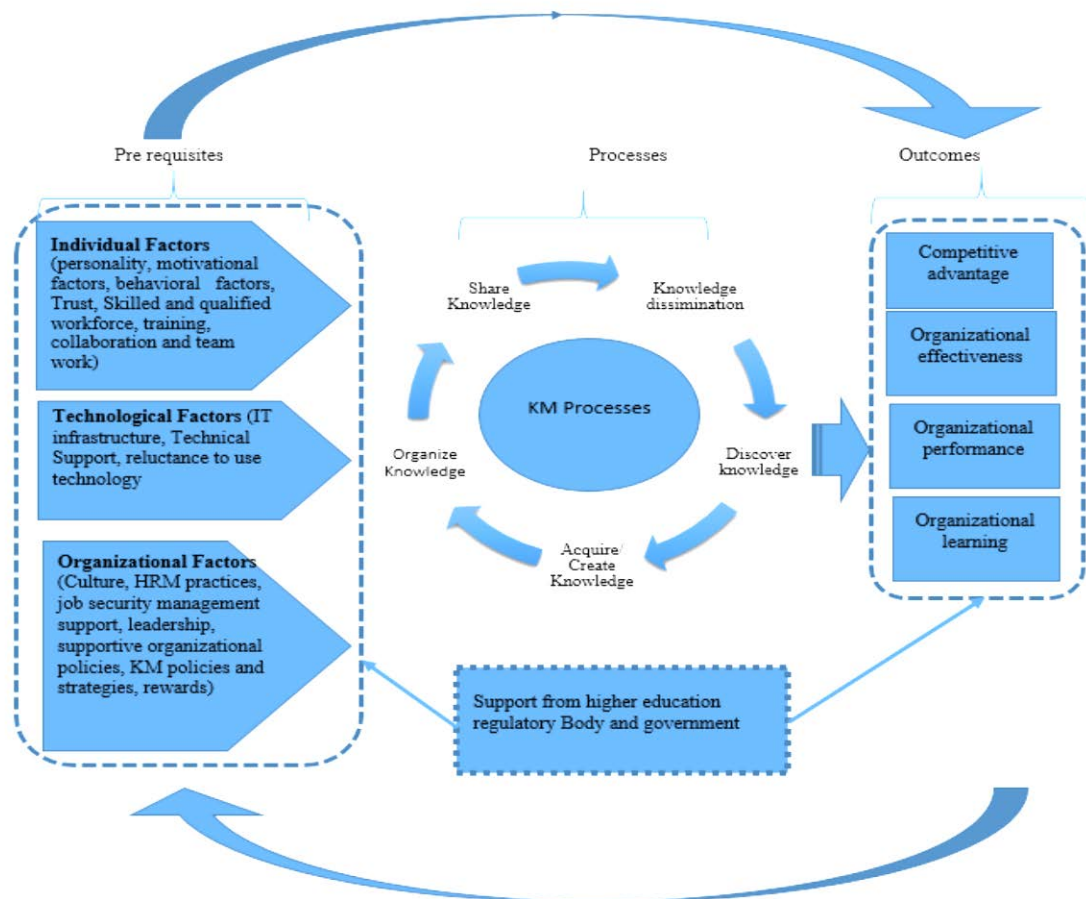 Pre requisites
Processes
Outcomes
Individual Factors
(personality, motivational
factors, behavioral factors,
Trust, Skilled and qualified
workforce, training,
collaboration and team
work)
Technological Factors (IT
infrastructure, Technical
Support, reluctance to use
technology
Organizational Factors
(Culture, HRM practices,
job security management
support, leadership,
supportive organizational
policies, KM policies and
strategies, rewards)
Share
Knowledge
Knowledge
dissimination
KM Processes
Organize
Knowledge
Discover
knowledge
Acquire/
Create
Knowledge
Competitive
advantage
Organizational
effectiveness
Organizational
performance
Organizational
learning
Support from higher education
regulatory Body and government